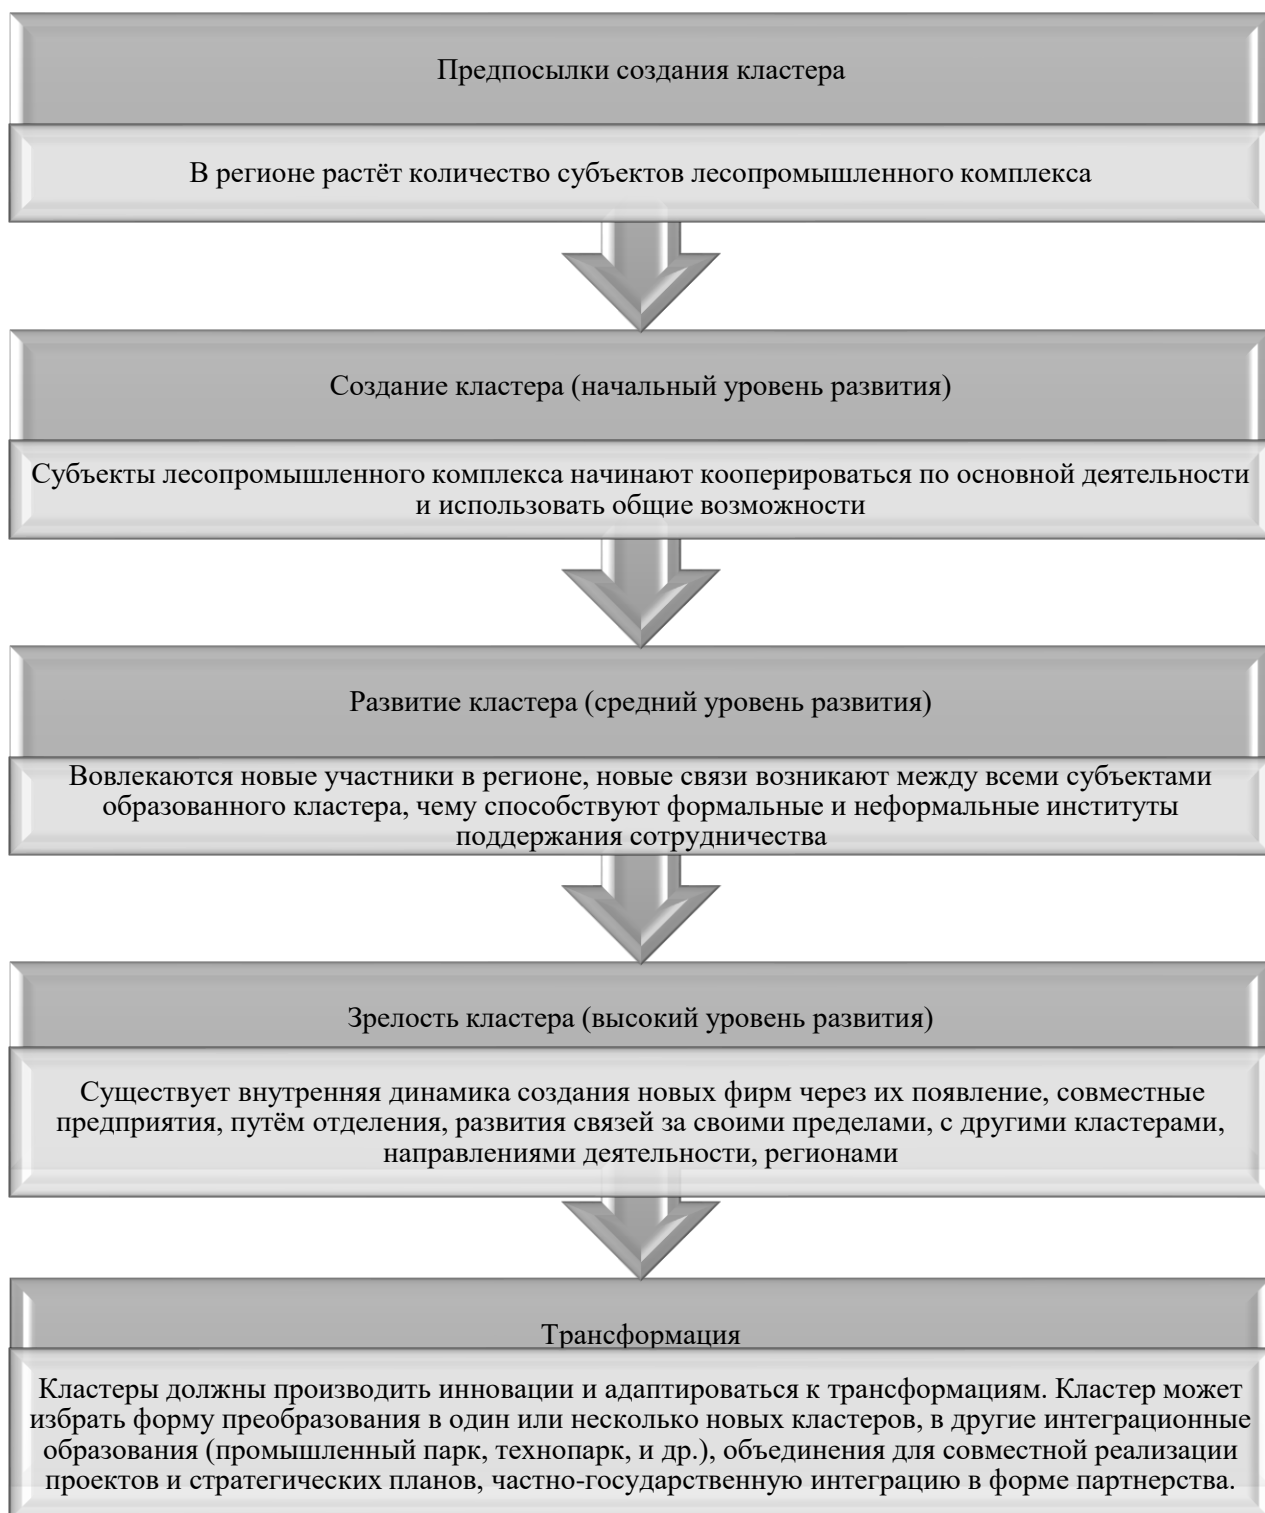 Предпосылки создания кластера
В регионе растёт количество субъектов лесопромышленного комплекса
Создание кластера (начальный уровень развития)
Субъекты лесопромышленного комплекса начинают кооперироваться по основной деятельности
и использовать общие возможности
Развитие кластера (средний уровень развития)
Вовлекаются новые участники в регионе, новые связи возникают между всеми субъектами
образованного кластера, чему способствуют формальные и неформальные институты
поддержания сотрудничества
Зрелость кластера (высокий уровень развития)
Существует внутренняя динамика создания новых фирм через их появление, совместные
предприятия, путём отделения, развития связей за своими пределами, с другими кластерами,
направлениями деятельности, регионами
Трансформация
Кластеры должны производить инновации и адаптироваться к трансформациям. Кластер может
избрать форму преобразования в один или несколько новых кластеров, в другие интеграционные
образования (промышленный парк, технопарк, и др.), объединения для совместной реализации
проектов и стратегических планов, частно-государственную интеграцию в форме партнерства.